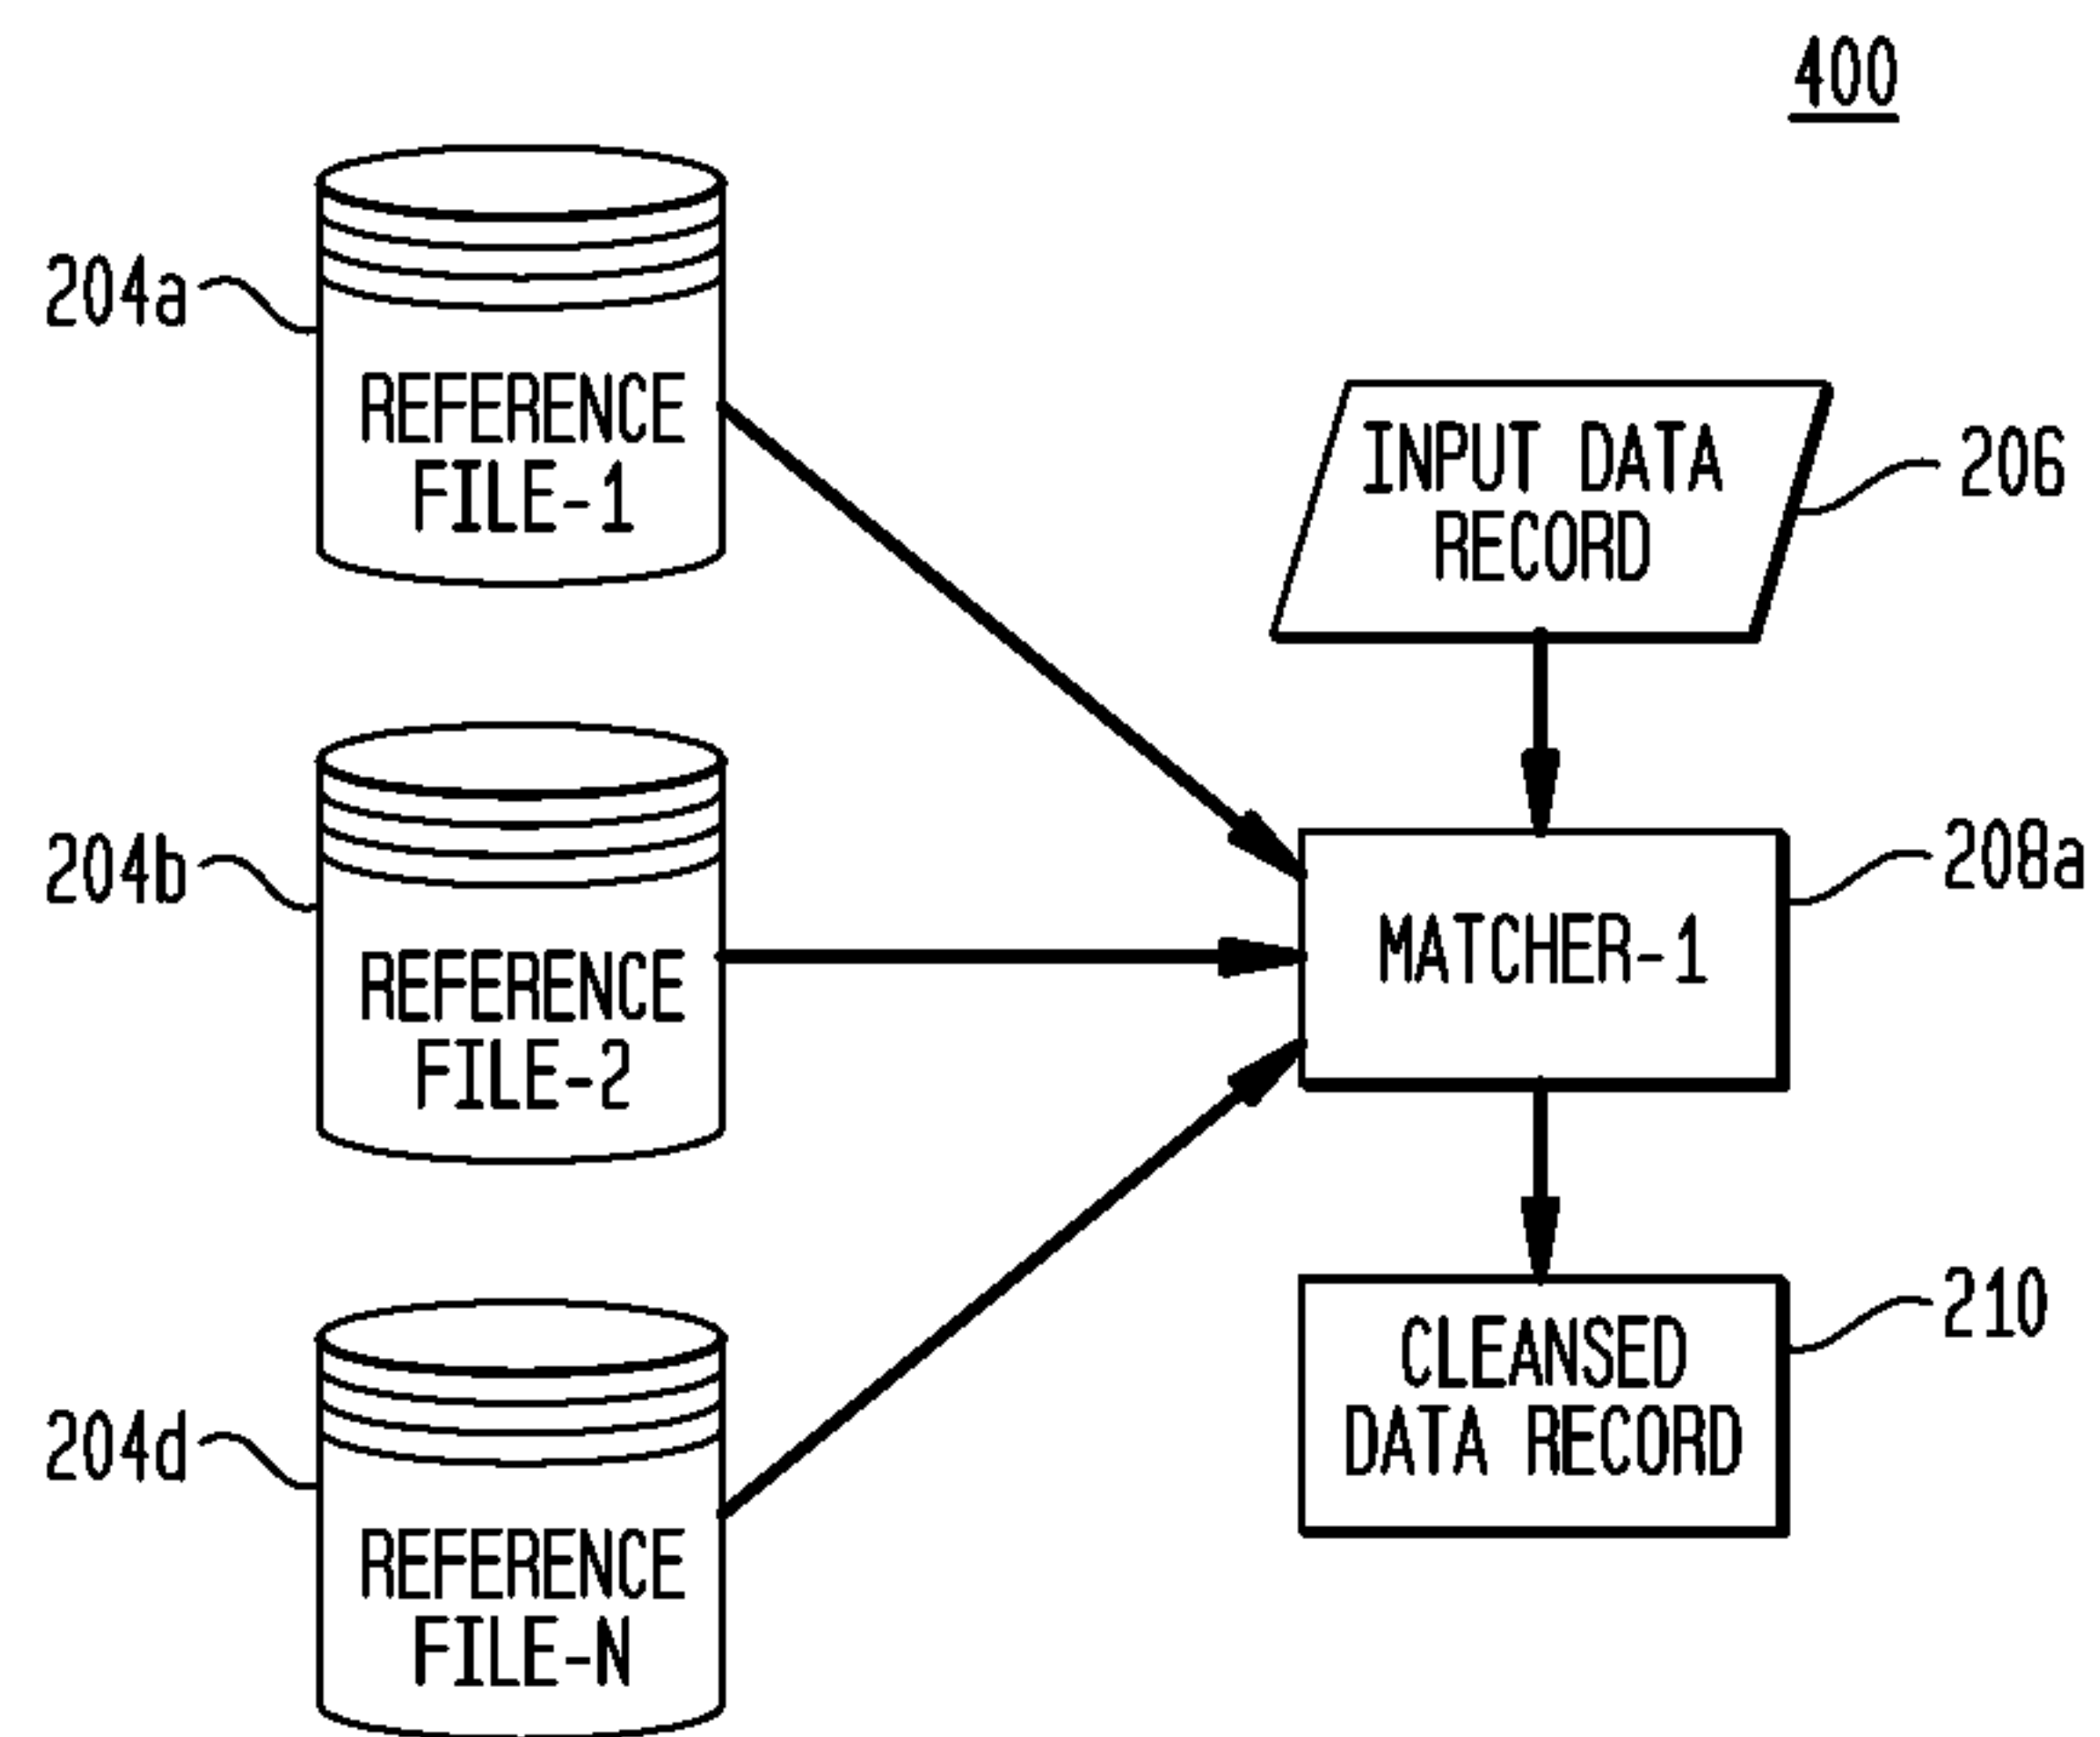 400
204a
REFERENCE
FILE-1
INPUT DATA
RECORD
206
204b
REFERENCE
FILE-2
MATCHER-1
208a
204d
REFERENCE
FILE-N
CLEANSED
DATA RECORD
210